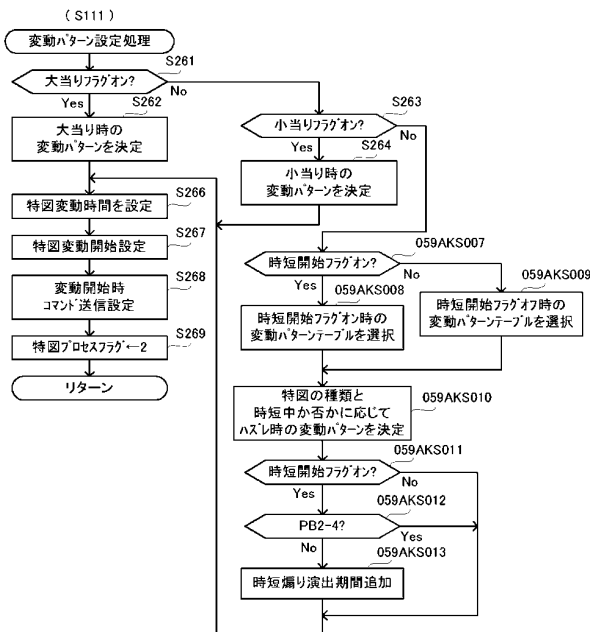 ( S111 )
変動パターン設定処理
S261
大当りフラグオン?
Yes
No
S262
大当り時の
変動パターンを決定
S263
小当りフラグオン?
Yes
No
S264
小当り時の
変動パターンを決定
S266
特図変動時間を設定
S267
特図変動開始設定
S268
変動開始時
コマンド送信設定
S269
特図プロセスフラグ←2
リターン
059AKS007
時短開始フラグオン?
Yes
No
059AKS008
時短開始フラグオン時の
変動パターンテーブルを選択
059AKS009
時短開始フラグオフ時の
変動パターンテーブルを選択
059AKS010
特図の種類と
時短中か否かに応じて
ハズレ時の変動パターンを決定
059AKS011
時短開始フラグオン?
Yes
No
059AKS012
PB2-4?
Yes
No
059AKS013
時短煽り演出期間追加